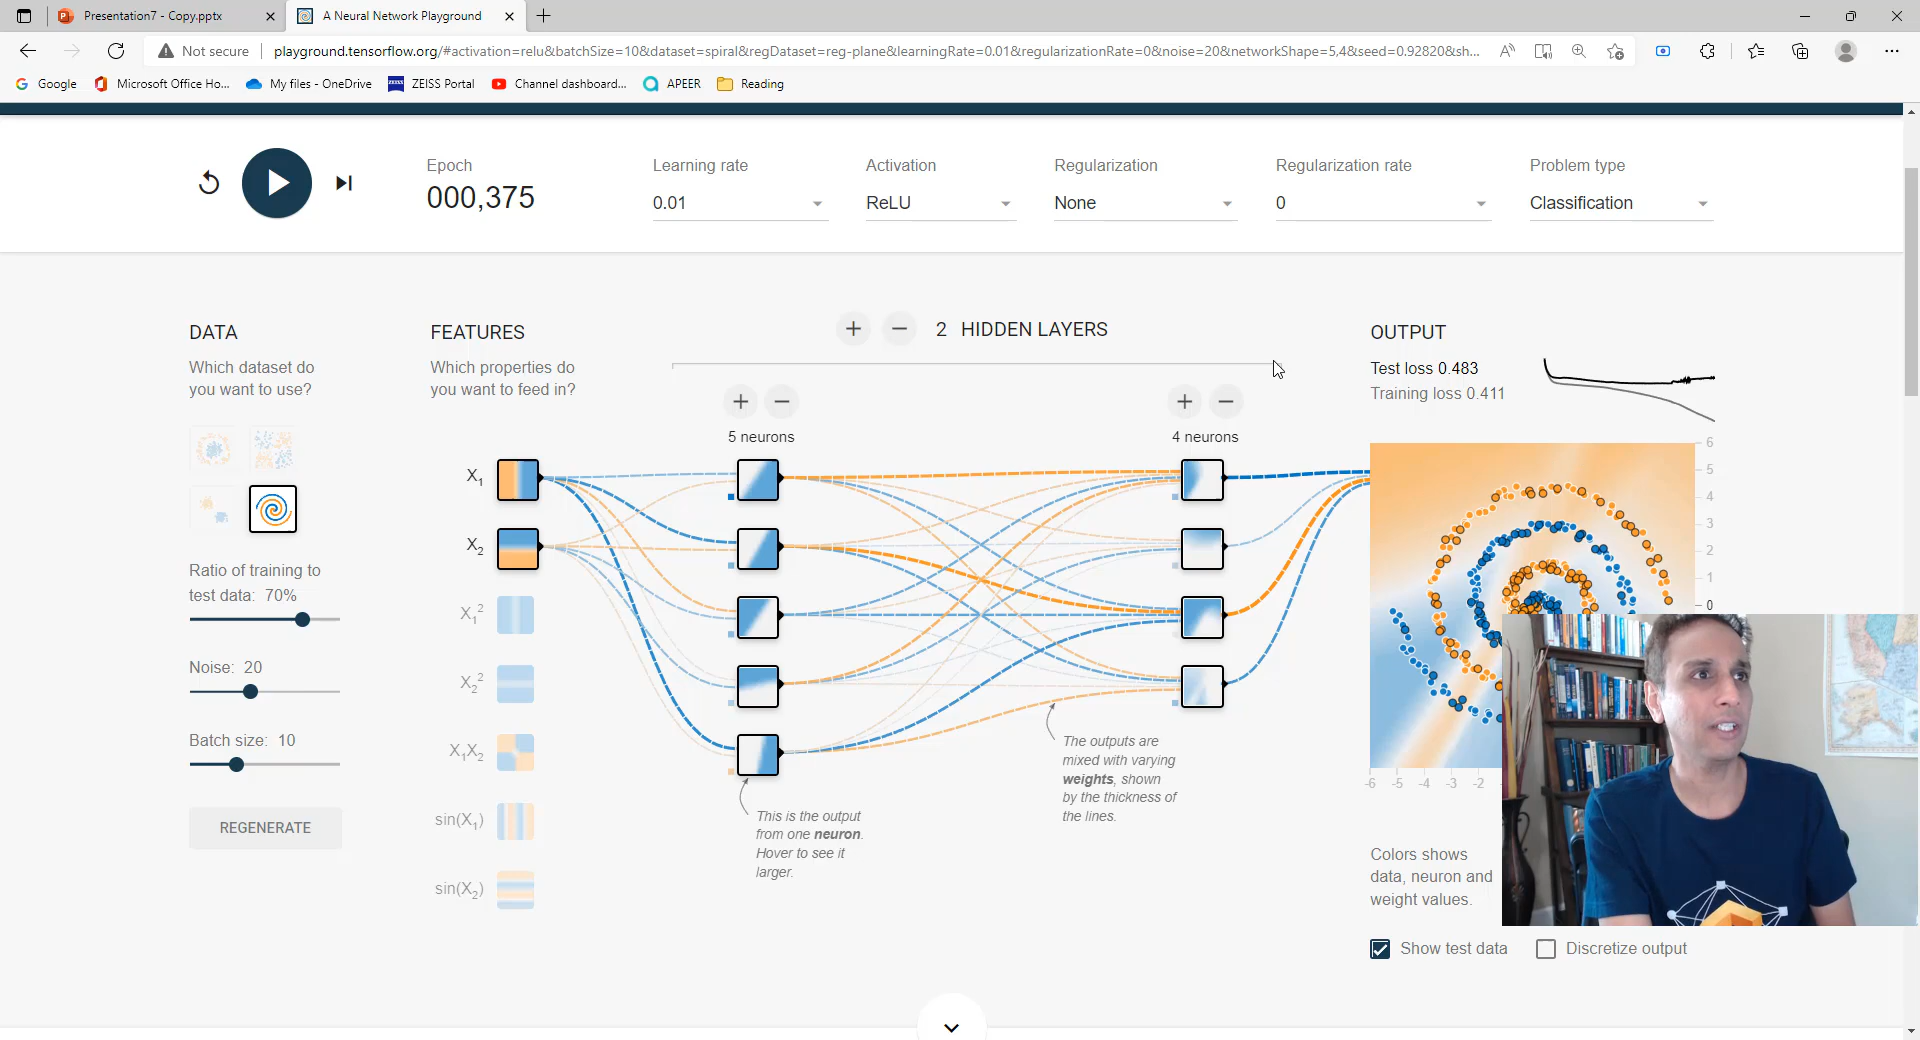 Presentation7 - Copy.pptx
A Neural Network Playground
Not secure
playground.tensorflow.org/#activation=relu&batchSize=10&dataset=spiral&regDataset=reg-plane&learningRate=0.01&regularizationRate=0&noise=20&networkShape=5,4&seed=0.92820&sh...
Google
Microsoft Office Ho...
My files - OneDrive
ZEISS Portal
Channel dashboard...
APEER
Reading
Epoch
000,375
Learning rate
0.01
Activation
ReLU
Regularization
None
Regularization rate
0
Problem type
Classification
DATA
Which dataset do
you want to use?
Ratio of training to
test data: 70%
Noise: 20
Batch size: 10
REGENERATE
FEATURES
Which properties do
you want to feed in?
X1
X2
X1²
X2²
X1X2
sin(X1)
sin(X2)
2 HIDDEN LAYERS
5 neurons
4 neurons
This is the output
from one neuron.
Hover to see it
larger.
The outputs are
mixed with varying
weights, shown
by the thickness of
the lines.
OUTPUT
Test loss 0.483
Training loss 0.411
6
5
4
3
2
1
0
-6 -5 -4 -3 -2
Colors shows
data, neuron and
weight values.
Show test data
Discretize output